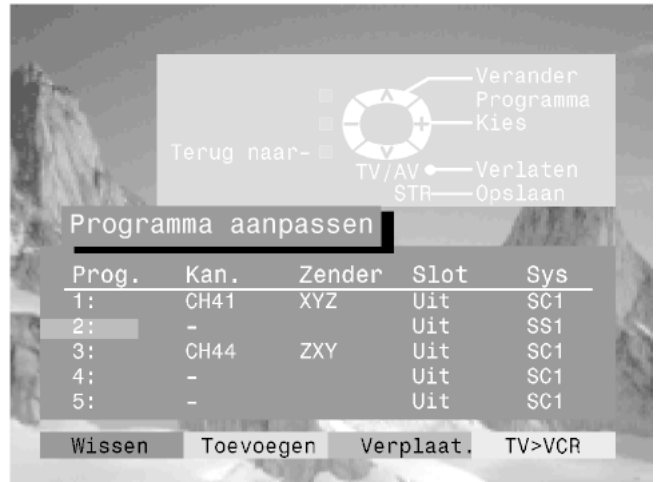 Verander
Programma
Kies
Terug naar-
TV/AV
Verlaten
STR
Opslaan
Programma aanpassen
Prog. Kan. Zender Slot Sys
1: CH41 XYZ Uit SC1
2: - Uit SS1
3: CH44 ZXY Uit SC1
4: - Uit SC1
5: - Uit SC1
Wissen Toevoegen Verplaat. TV>VCR